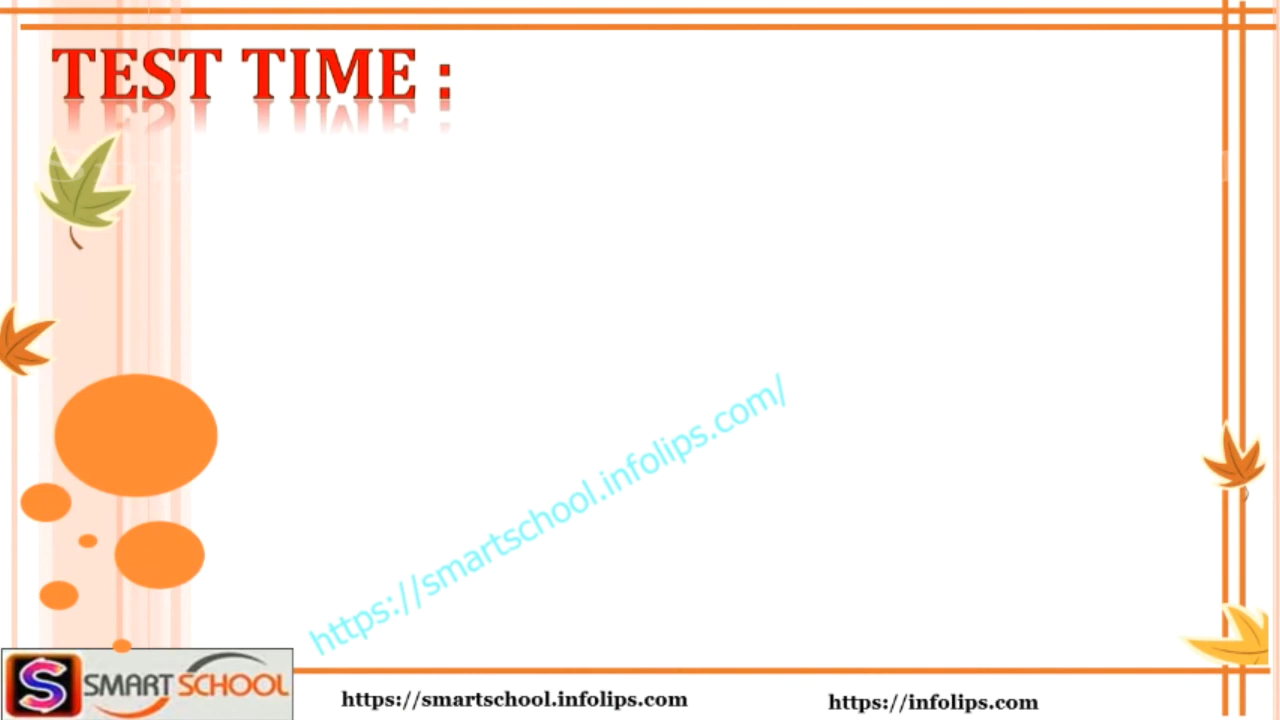 TEST TIME :
https://smartschool.infolips.com/
S SMART SCHOOL
https://smartschool.infolips.com
https://infolips.com